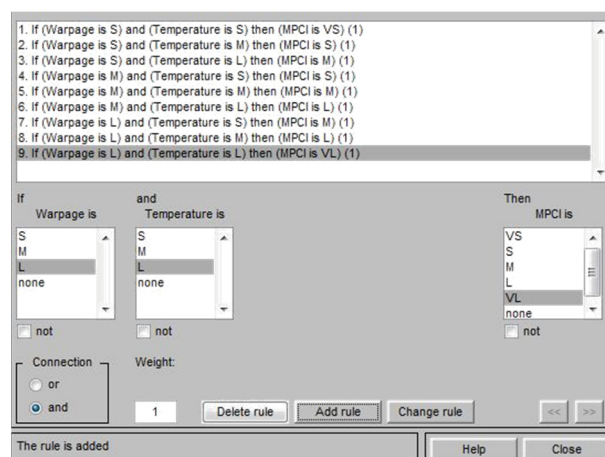 1. If (Warpage is S) and (Temperature is S) then (MPCI is VS) (1)
2. If (Warpage is S) and (Temperature is M) then (MPCI is S) (1)
3. If (Warpage is S) and (Temperature is L) then (MPCI is M) (1)
4. If (Warpage is M) and (Temperature is S) then (MPCI is S) (1)
5. If (Warpage is M) and (Temperature is M) then (MPCI is M) (1)
6. If (Warpage is M) and (Temperature is L) then (MPCI is L) (1)
7. If (Warpage is L) and (Temperature is S) then (MPCI is M) (1)
8. If (Warpage is L) and (Temperature is M) then (MPCI is L) (1)
9. If (Warpage is L) and (Temperature is L) then (MPCI is VL) (1)
If and Then
Warpage is Temperature is MPCI is
S S VS
M M S
L L M
none none L
VL
none
not not not
Connection Weight:
or
and 1 Delete rule Add rule Change rule << >>
The rule is added Help Close